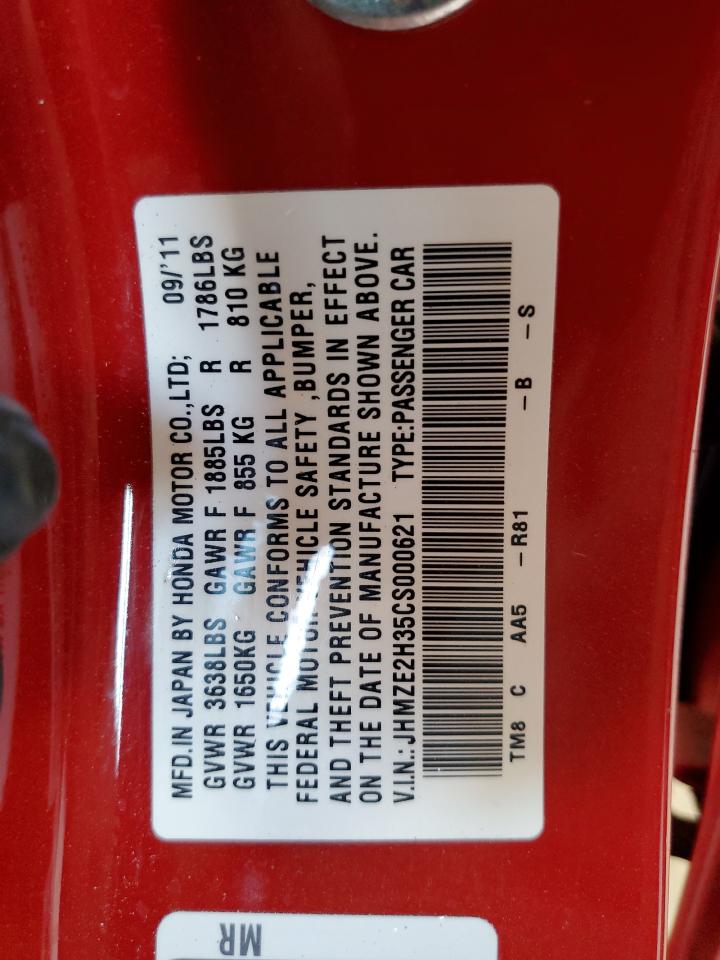 MFD.IN JAPAN BY HONDA MOTOR CO.,LTD; 09/'11
GVWR 3638LBS GAWR F 1885LBS R 1786LBS
GVWR 1650KG GAWR F 855 KG R 810 KG
THIS VEHICLE CONFORMS TO ALL APPLICABLE
FEDERAL MOTOR VEHICLE SAFETY ,BUMPER,
AND THEFT PREVENTION STANDARDS IN EFFECT
ON THE DATE OF MANUFACTURE SHOWN ABOVE.
V.I.N.: JHMZE2H35CS000621 TYPE:PASSENGER CAR
TM8 C AA5 -R81 -B -S
MR